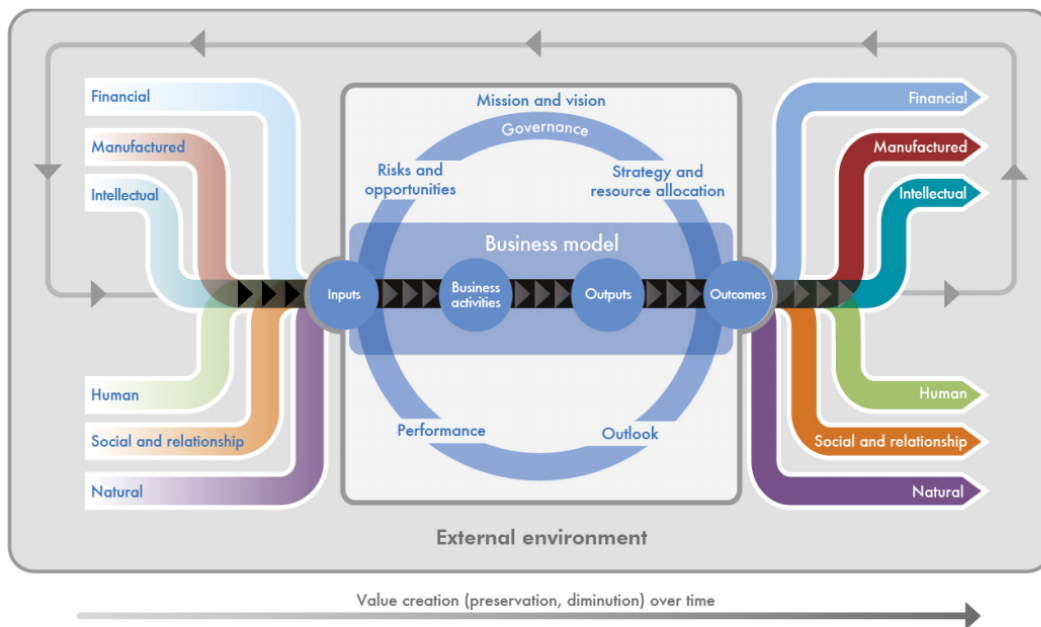 Financial
Manufactured
Intellectual
Human
Social and relationship
Natural
Mission and vision
Governance
Risks and
opportunities
Strategy and
resource allocation
Business model
Inputs
Business
activities
Outputs
Outcomes
Performance
Outlook
Financial
Manufactured
Intellectual
Human
Social and relationship
Natural
External environment
Value creation (preservation, diminution) over time